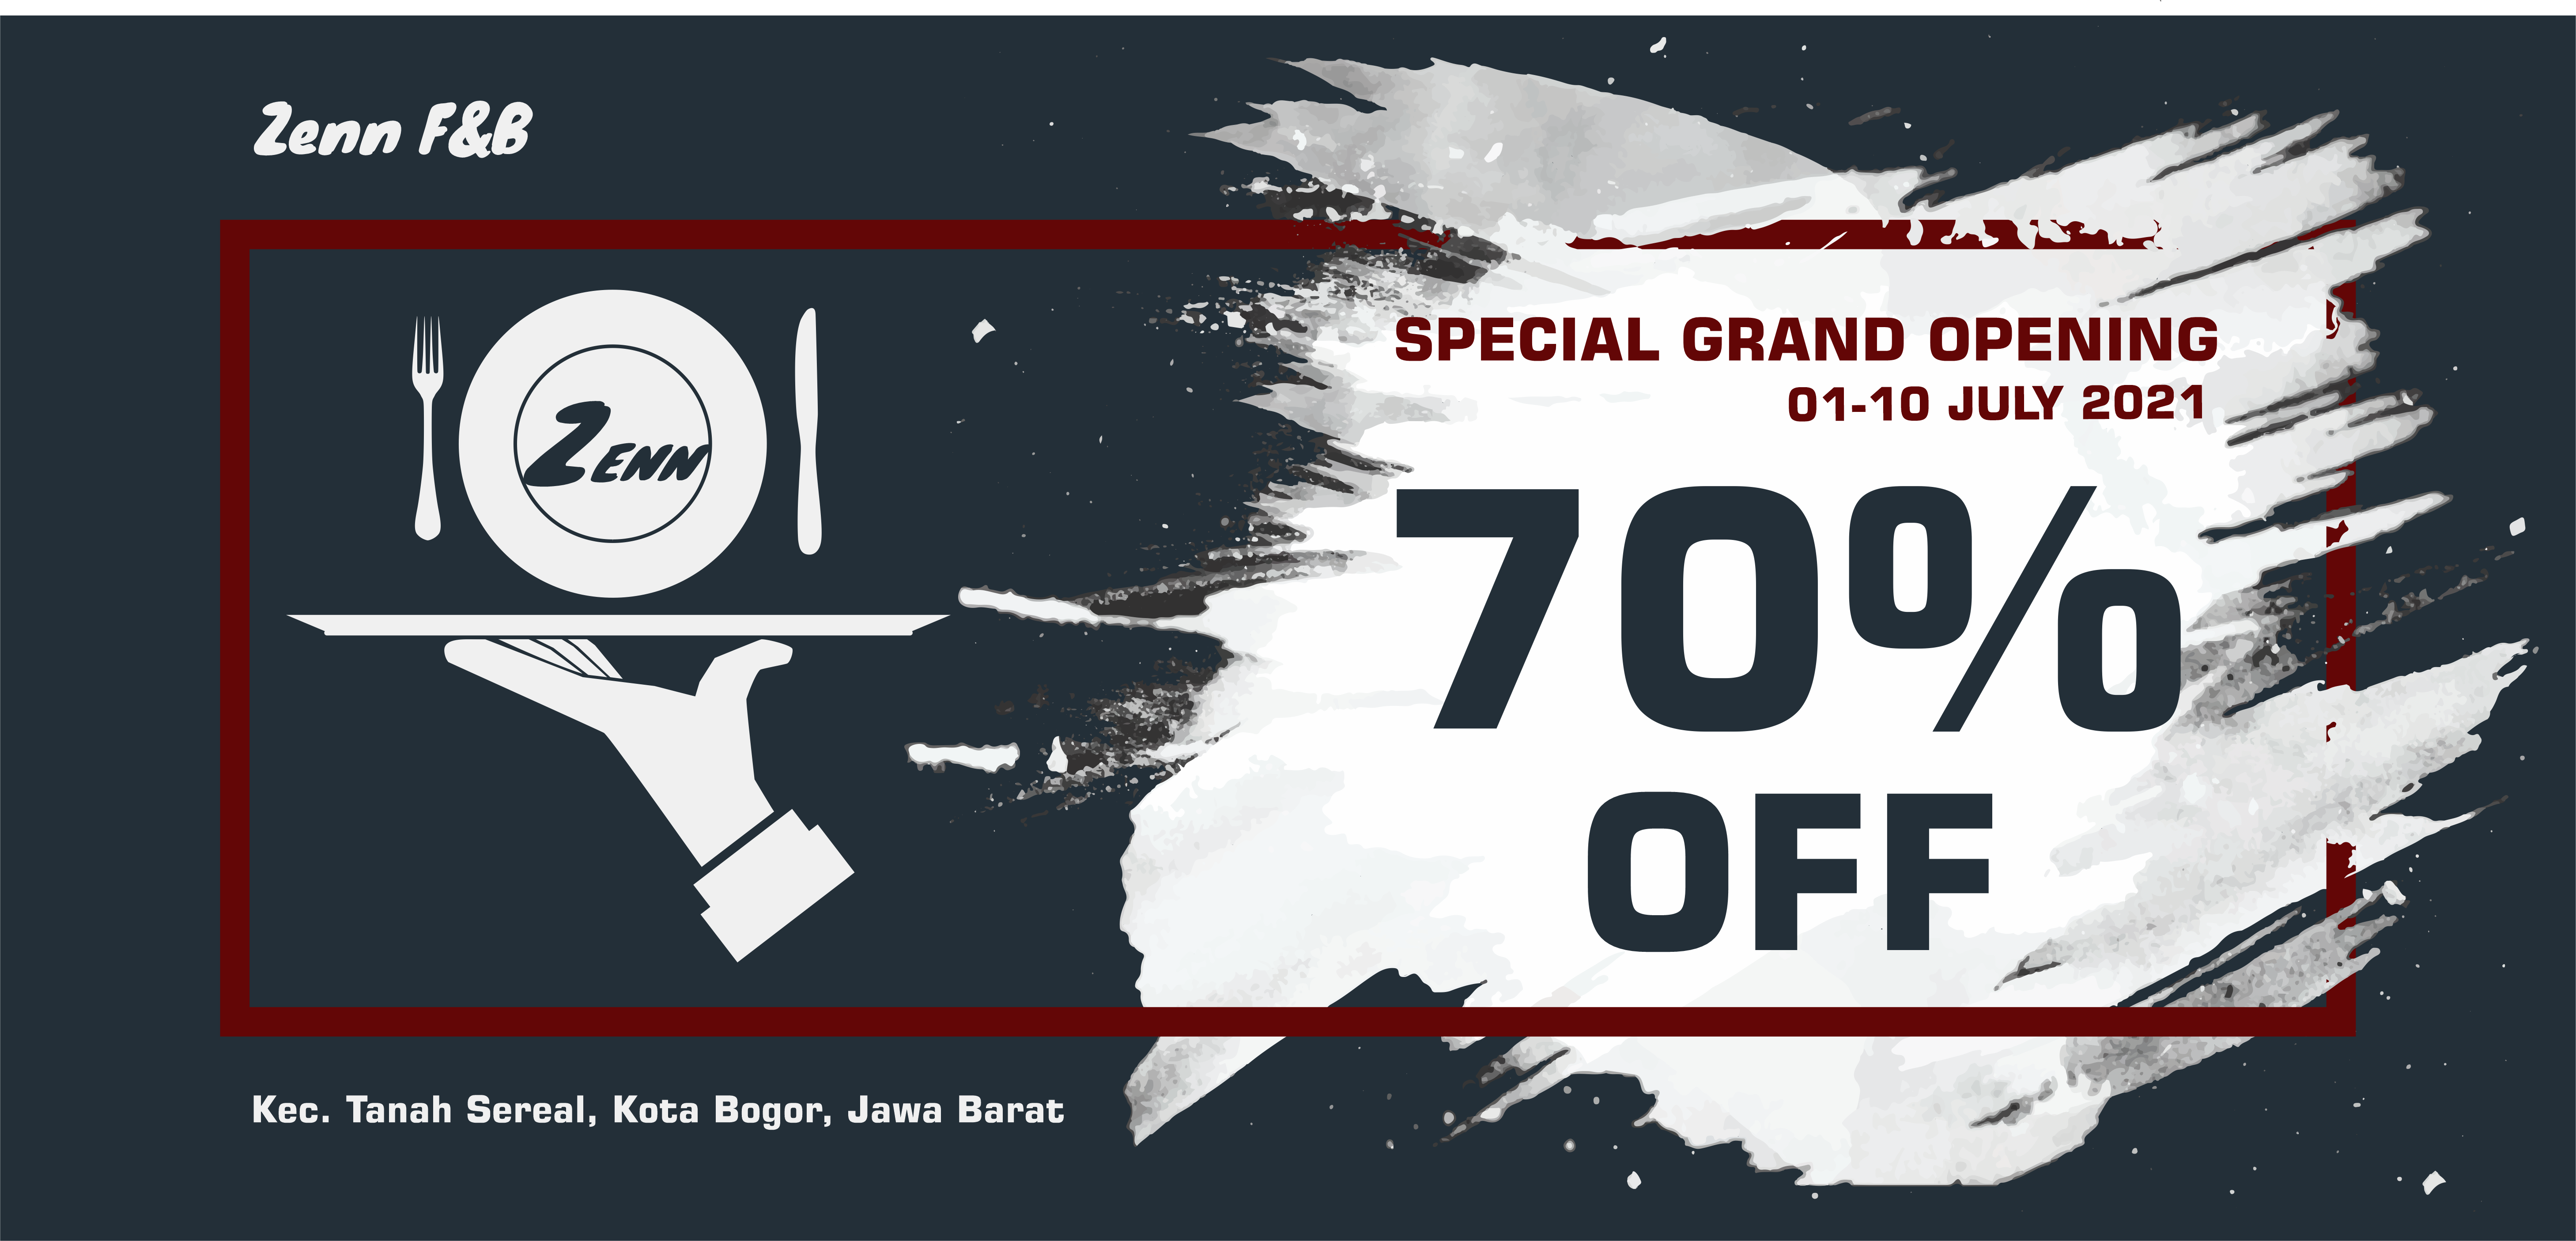 Zenn F&B
ZENN
SPECIAL GRAND OPENING
01-10 JULY 2021
70%
OFF
Kec. Tanah Sereal, Kota Bogor, Jawa Barat